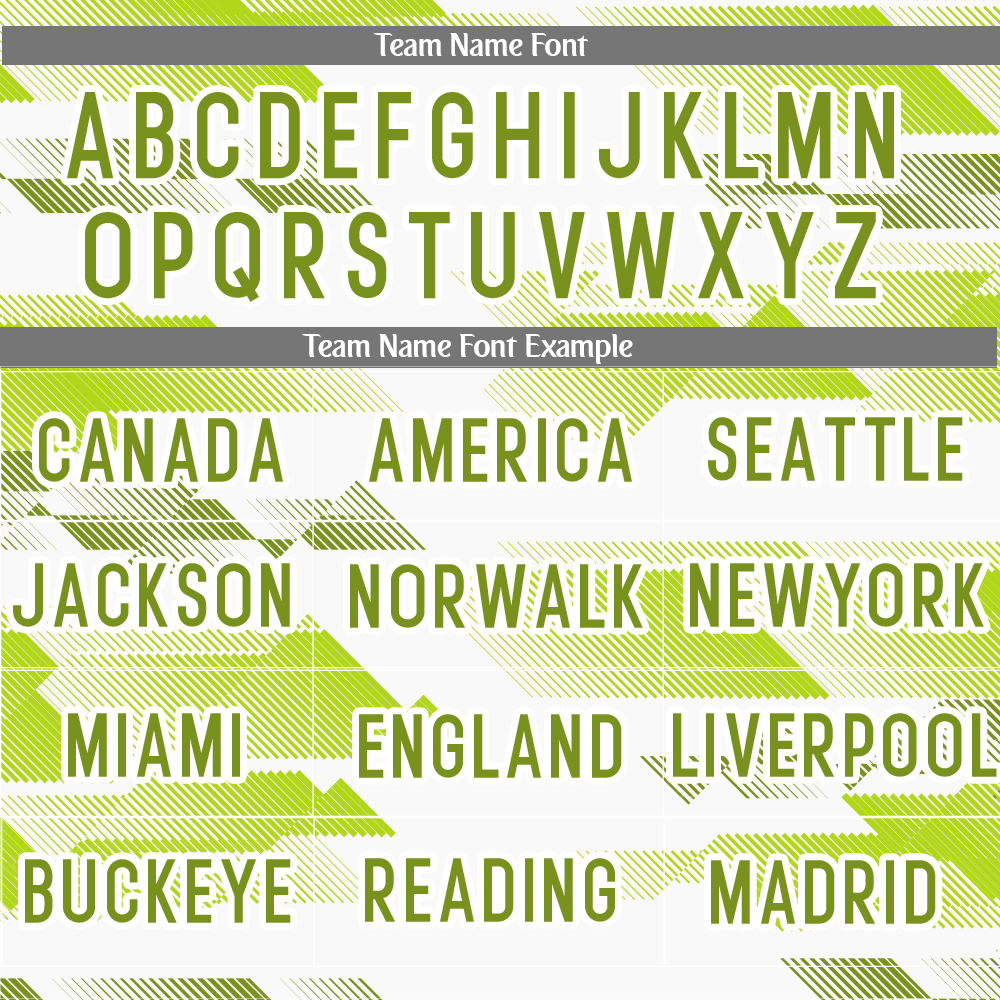 Team Name Font
ABCDEFGHIJKLMN
OPQRSTUVWXYZ
Team Name Font Example
CANADA AMERICA SEATTLE
JACKSON NORWALK NEWYORK
MIAMI ENGLAND LIVERPOOL
BUCKEYE READING MADRID